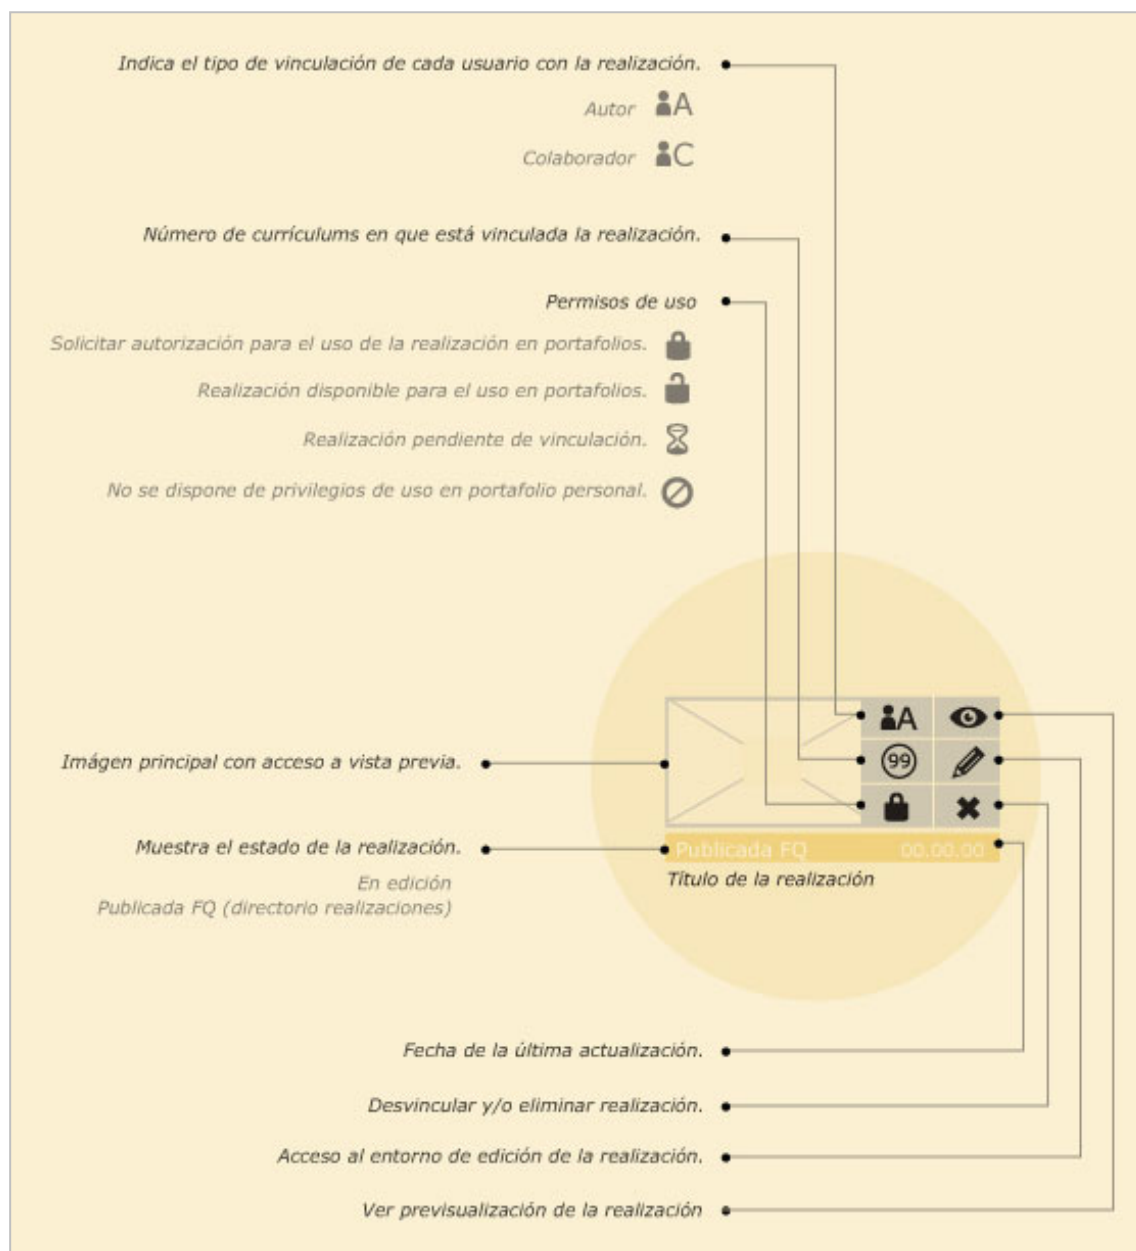 Indica el tipo de vinculación de cada usuario con la realización.
Autor A
Colaborador C
Número de currículums en que está vinculada la realización.
Permisos de uso
Solicitar autorización para el uso de la realización en portafolios.
Realización disponible para el uso en portafolios.
Realización pendiente de vinculación.
No se dispone de privilegios de uso en portafolio personal.
A
99
Imágen principal con acceso a vista previa.
Muestra el estado de la realización.
Publicada FQ 00.00.00
Título de la realización
En edición
Publicada FQ (directorio realizaciones)
Fecha de la última actualización.
Desvincular y/o eliminar realización.
Acceso al entorno de edición de la realización.
Ver previsualización de la realización